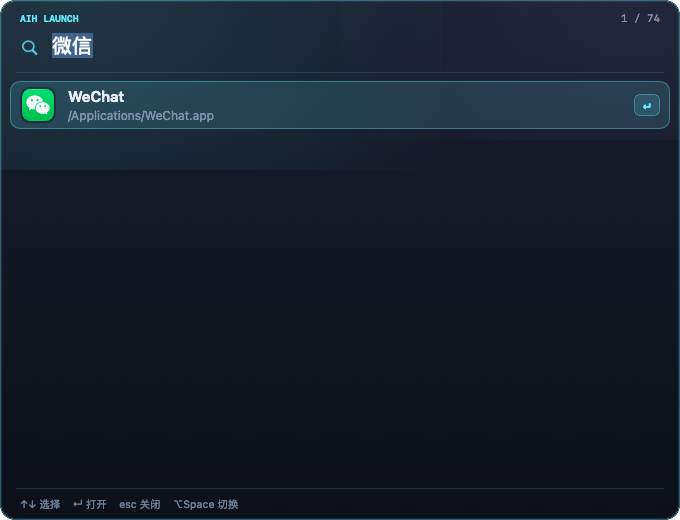 AIH LAUNCH
1 / 74
微信
WeChat
/Applications/WeChat.app
↵
↑↓ 选择 ↵ 打开 esc 关闭 ⌥Space 切换